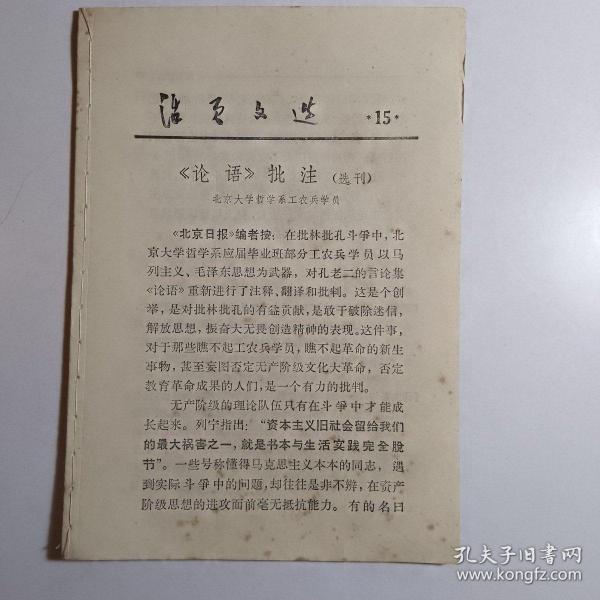 活页文选 *15*
《论语》批注（选刊）
北京大学哲学系工农兵学员
《北京日报》编者按：在批林批孔斗争中，北
京大学哲学系应届毕业班部分工农兵学员以马
列主义、毛泽东思想为武器，对孔老二的言论集
《论语》重新进行了注释、翻译和批判。这是个创
举，是对批林批孔的有益贡献，是敢于破除迷信，
解放思想，振奋大无畏创造精神的表现。这件事，
对于那些瞧不起工农兵学员，瞧不起革命的新生
事物，甚至妄图否定无产阶级文化大革命，否定
教育革命成果的人们，是一个有力的批判。
无产阶级的理论队伍只有在斗争中才能成
长起来。列宁指出：“资本主义旧社会留给我们
的最大祸害之一，就是书本与生活实践完全脱
节”。一些号称懂得马克思主义本本的同志，遇
到实际斗争中的问题，却往往是非不辨，在资产
阶级思想的进攻面前毫无抵抗能力。有的名曰
孔夫子旧书网
www.kongfz.com